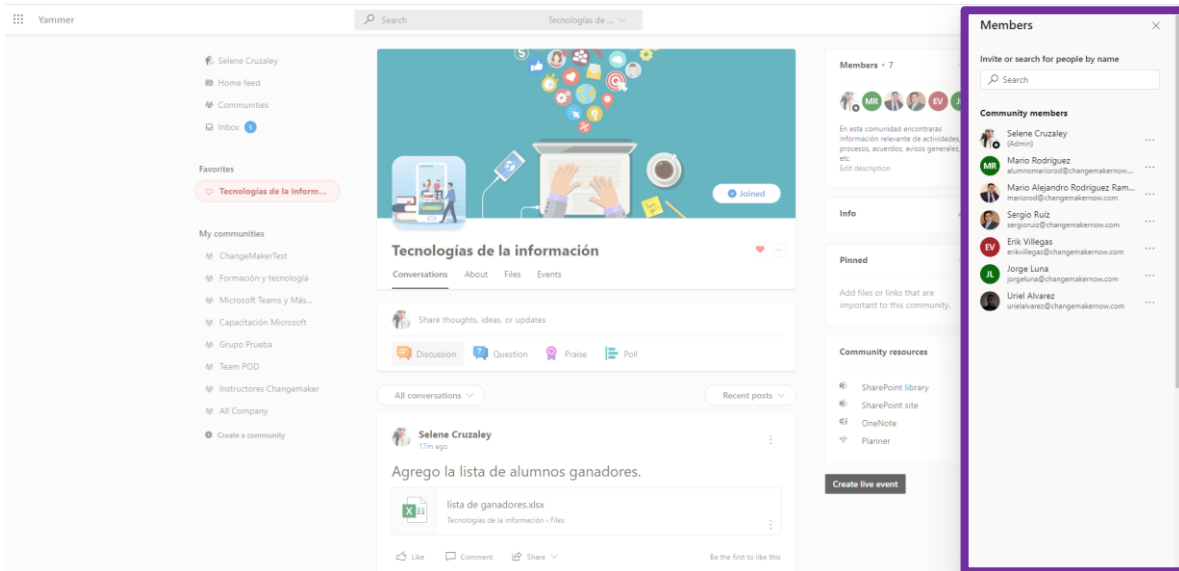 Yammer
Search
Tecnologías de ...
Selene Cruzaley
Home feed
Communities
Inbox 1
Favorites
Tecnologías de la inform...
My communities
ChangeMakerTest
Formación y tecnología
Microsoft Teams y Más...
Capacitación Microsoft
Grupo Prueba
Team POD
Instructores Changemaker
All Company
Create a community
Joined
Tecnologías de la información
Conversations About Files Events
Share thoughts, ideas, or updates
Discussion Question Praise Poll
All conversations
Recent posts
Selene Cruzaley
17m ago
Agrego la lista de alumnos ganadores.
lista de ganadores.xlsx
Tecnologías de la información › Files
Like Comment Share
Be the first to like this
Members · 7
MR EV
En esta comunidad encontraras
información relevante de actividades,
procesos, acuerdos, avisos generales,
etc.
Edit description
Info
Pinned
Add files or links that are
important to this community.
Community resources
SharePoint library
SharePoint site
OneNote
Planner
Create live event
Members
Invite or search for people by name
Search
Community members
Selene Cruzaley
(Admin)
MR
Mario Rodríguez
alumnomariorod@changemakernow....
Mario Alejandro Rodríguez Ram...
mariorod@changemakernow.com
Sergio Ruíz
sergioruiz@changemakernow.com
EV
Erik Villegas
erikvillegas@changemakernow.com
JL
Jorge Luna
jorgeluna@changemakernow.com
Uriel Alvarez
urielalvarez@changemakernow.com